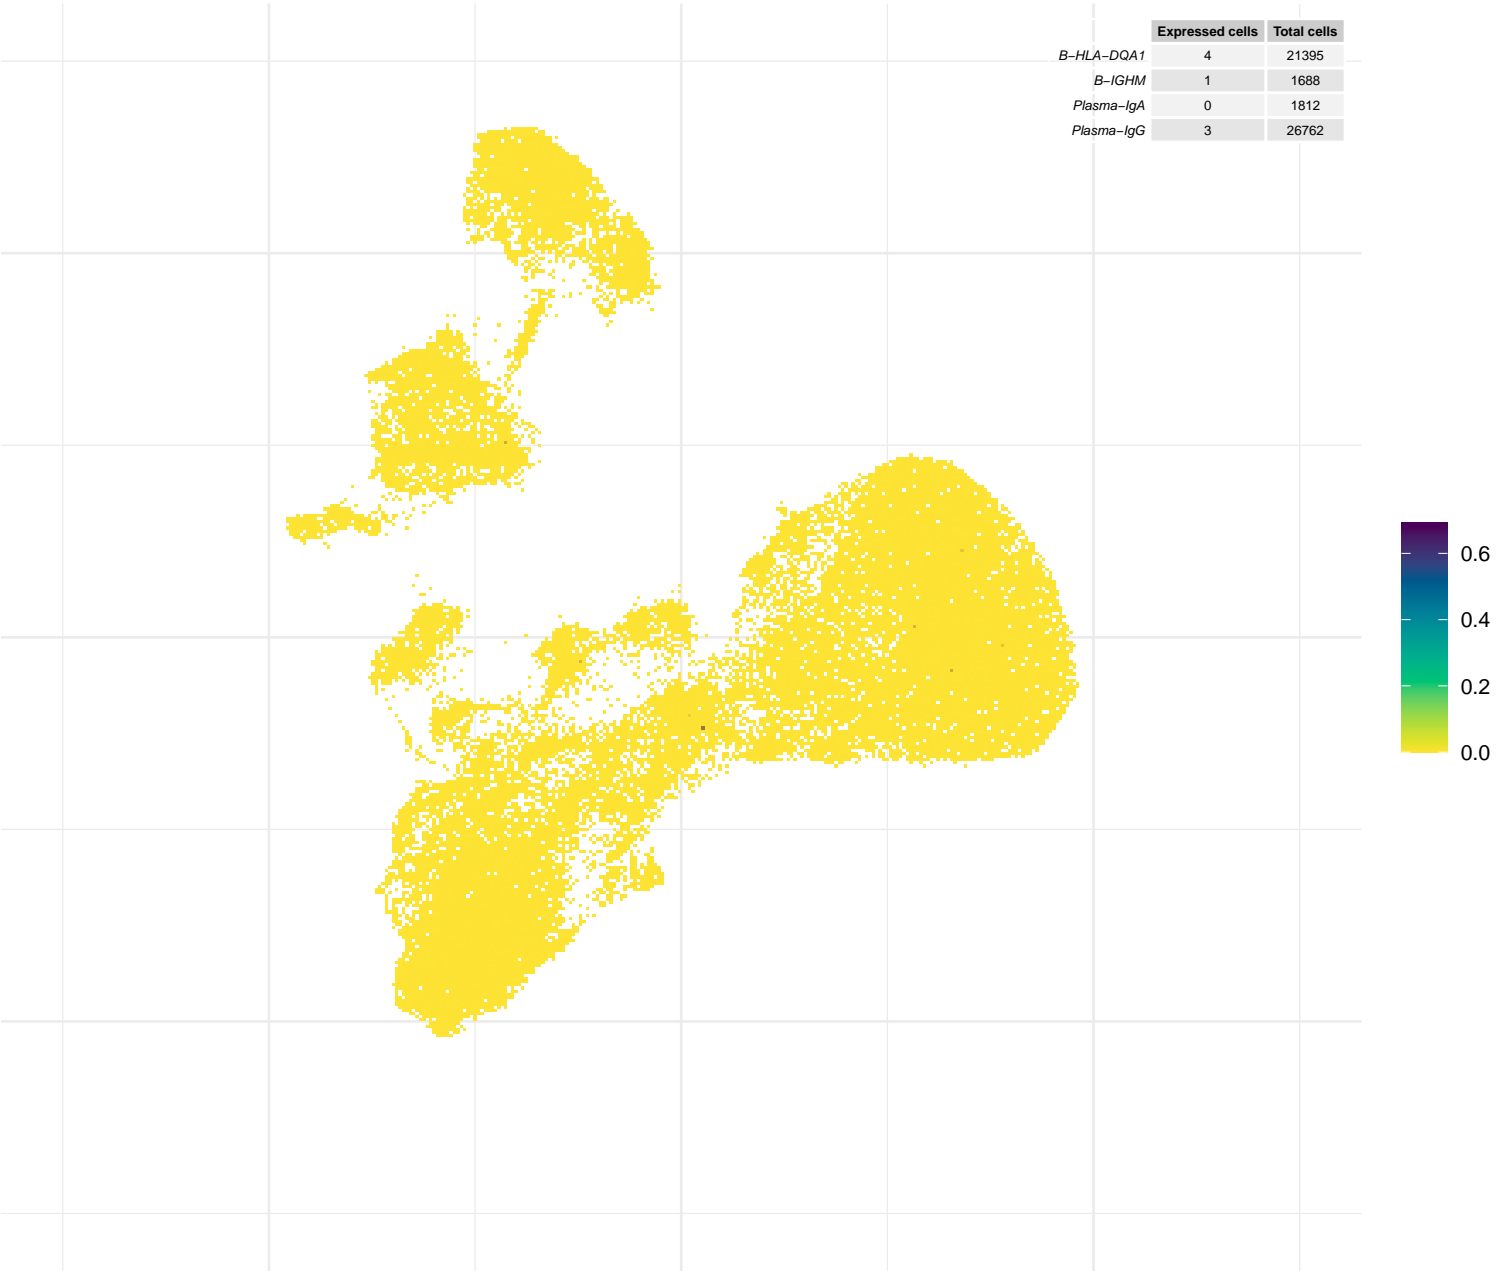 Expressed cells Total cells
B−HLA−DQA1 4 21395
B−IGHM 1 1688
Plasma−IgA 0 1812
Plasma−IgG 3 26762
0.6
0.4
0.2
0.0